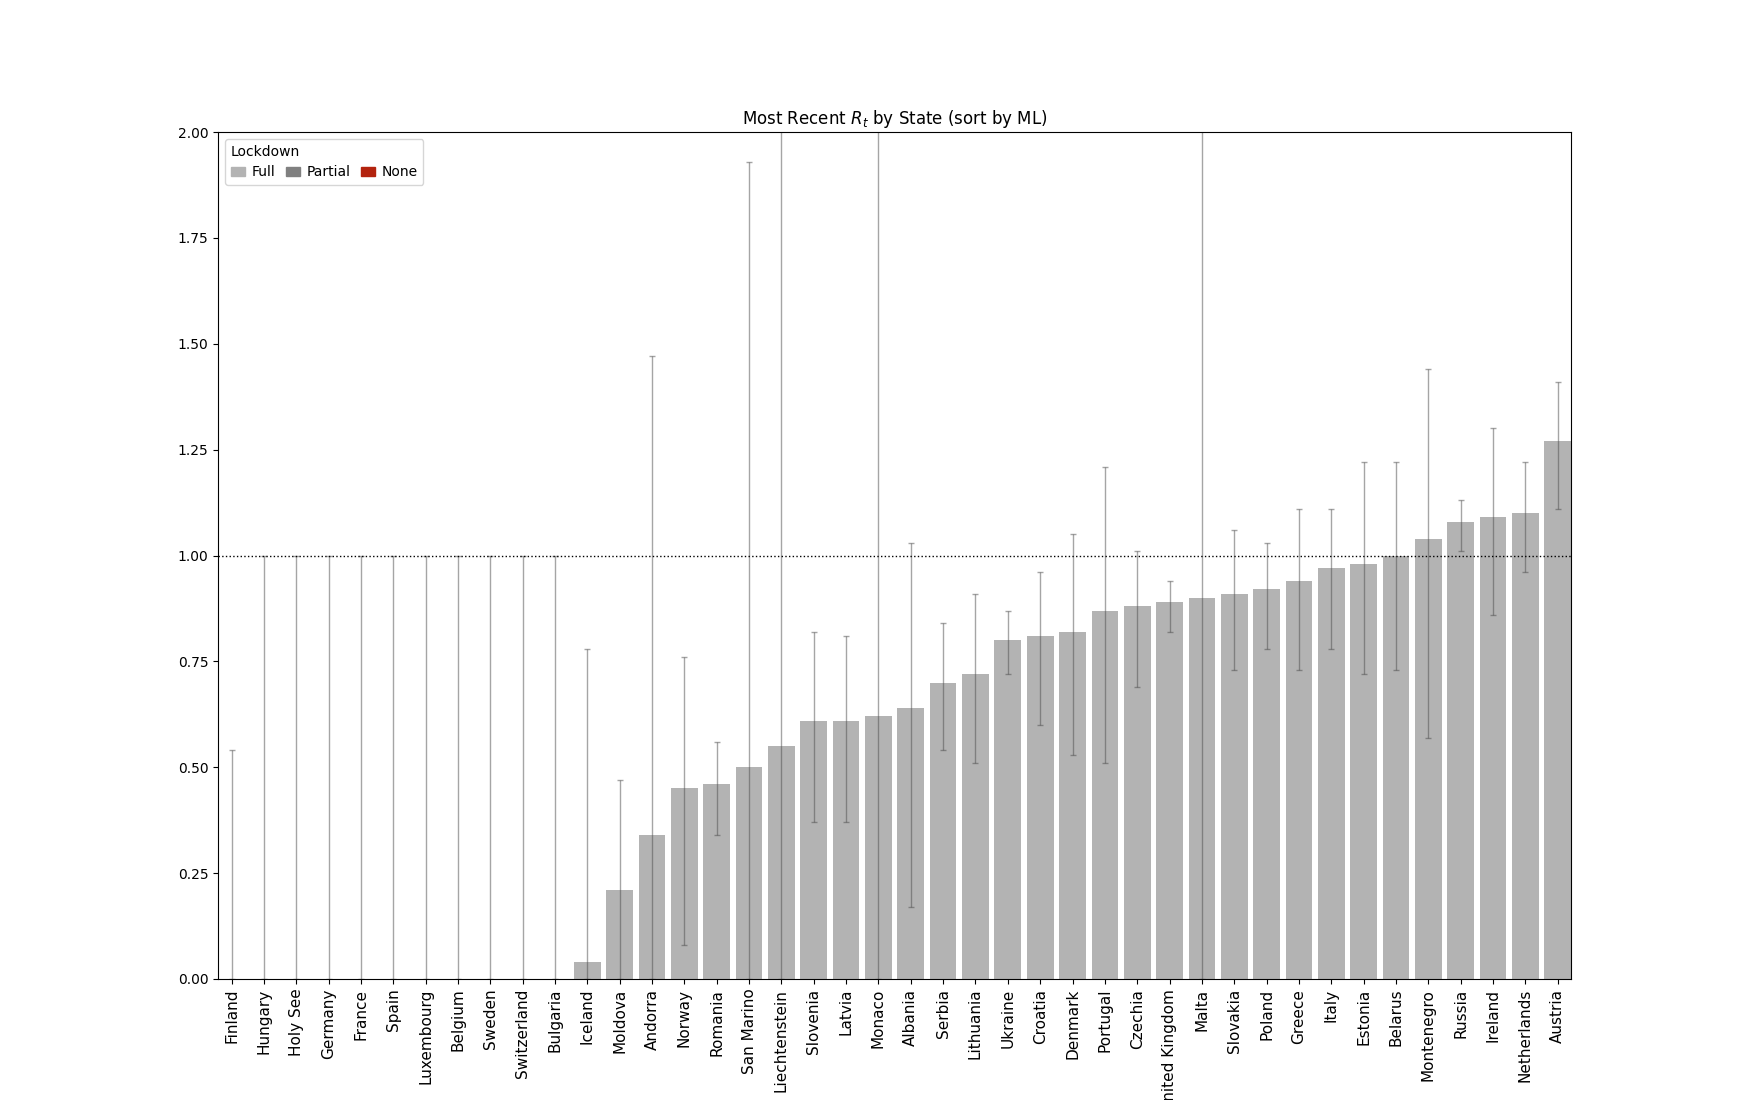 Most Recent Rt by State (sort by ML)
2.00
Lockdown
Full Partial None
1.75
1.50
1.25
1.00
0.75
0.50
0.25
0.00
Finland
Hungary
Holy See
Germany
France
Spain
Luxembourg
Belgium
Sweden
Switzerland
Bulgaria
Iceland
Moldova
Andorra
Norway
Romania
San Marino
Liechtenstein
Slovenia
Latvia
Monaco
Albania
Serbia
Lithuania
Ukraine
Croatia
Denmark
Portugal
Czechia
nited Kingdom
Malta
Slovakia
Poland
Greece
Italy
Estonia
Belarus
Montenegro
Russia
Ireland
Netherlands
Austria